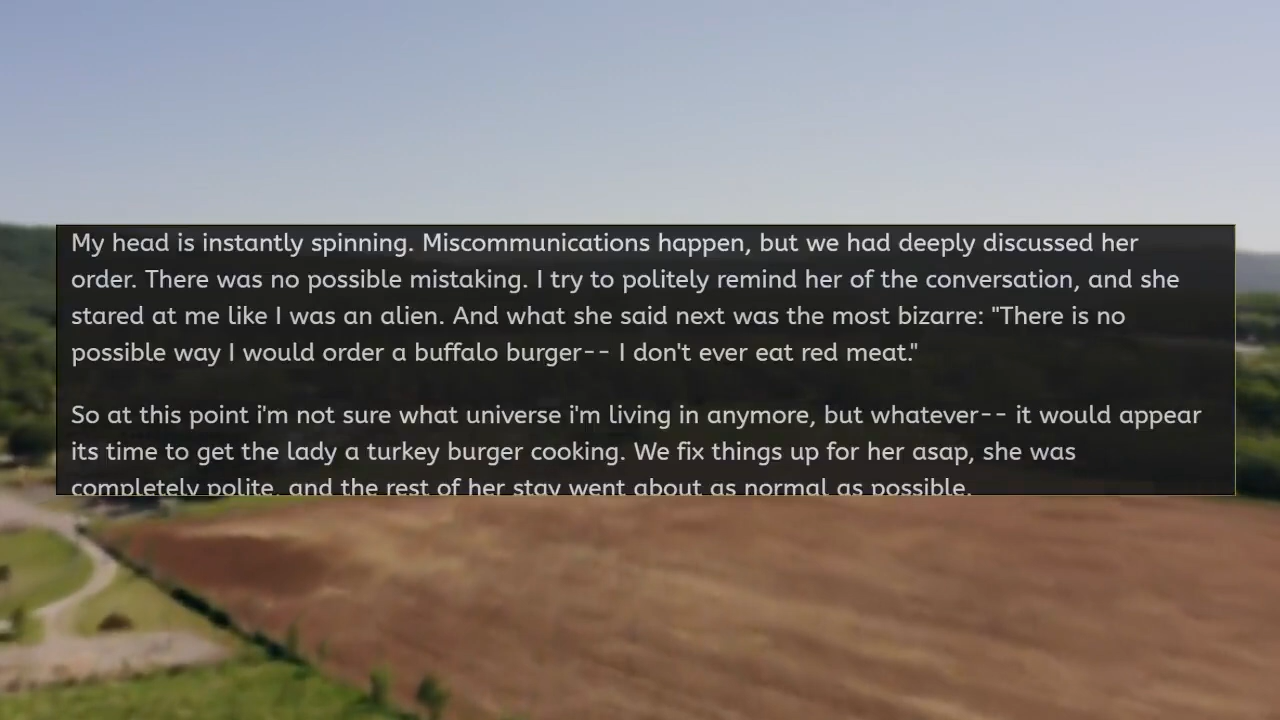 My head is instantly spinning. Miscommunications happen, but we had deeply discussed her
order. There was no possible mistaking. I try to politely remind her of the conversation, and she
stared at me like I was an alien. And what she said next was the most bizarre: "There is no
possible way I would order a buffalo burger-- I don't ever eat red meat."
So at this point i'm not sure what universe i'm living in anymore, but whatever-- it would appear
its time to get the lady a turkey burger cooking. We fix things up for her asap, she was
completely polite, and the rest of her stay went about as normal as possible.